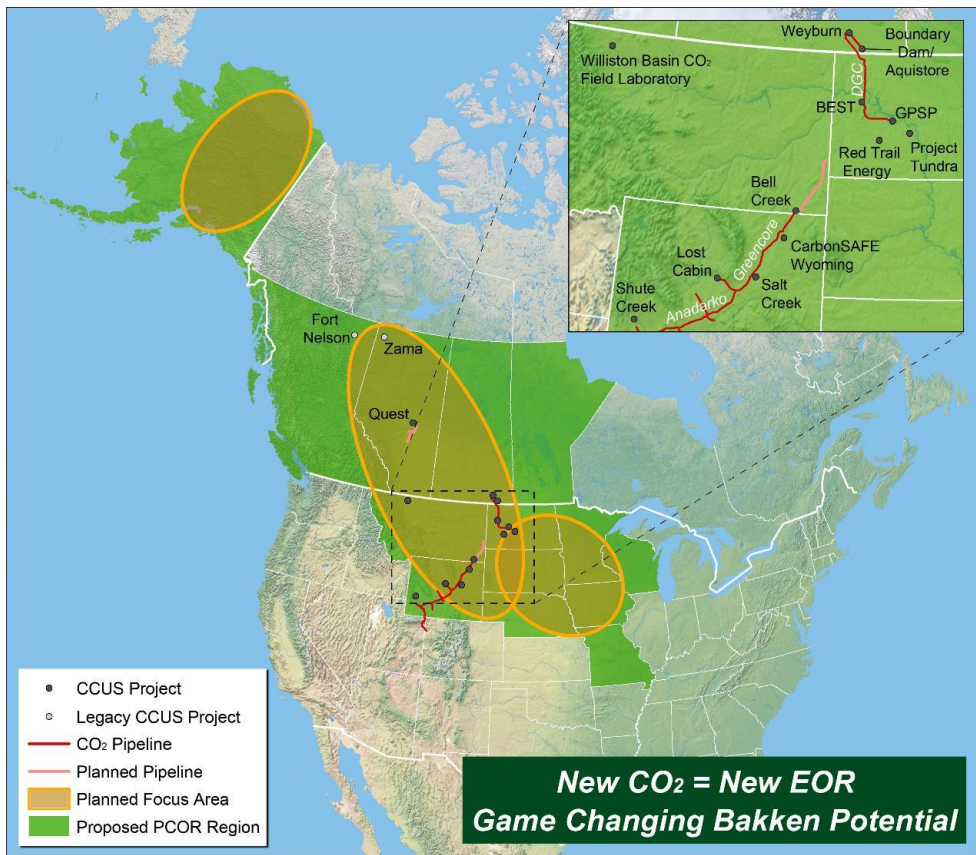 Weyburn
Boundary
Dam/
Aquistore
Williston Basin CO₂
Field Laboratory
DGC
BEST
GPSP
Red Trail
Energy
Project
Tundra
Bell
Creek
Greencore
CarbonSAFE
Wyoming
Lost
Cabin
Salt
Creek
Shute
Creek
Anadarko
Fort
Nelson
Zama
Quest
CCUS Project
Legacy CCUS Project
CO₂ Pipeline
Planned Pipeline
Planned Focus Area
Proposed PCOR Region
New CO₂ = New EOR
Game Changing Bakken Potential